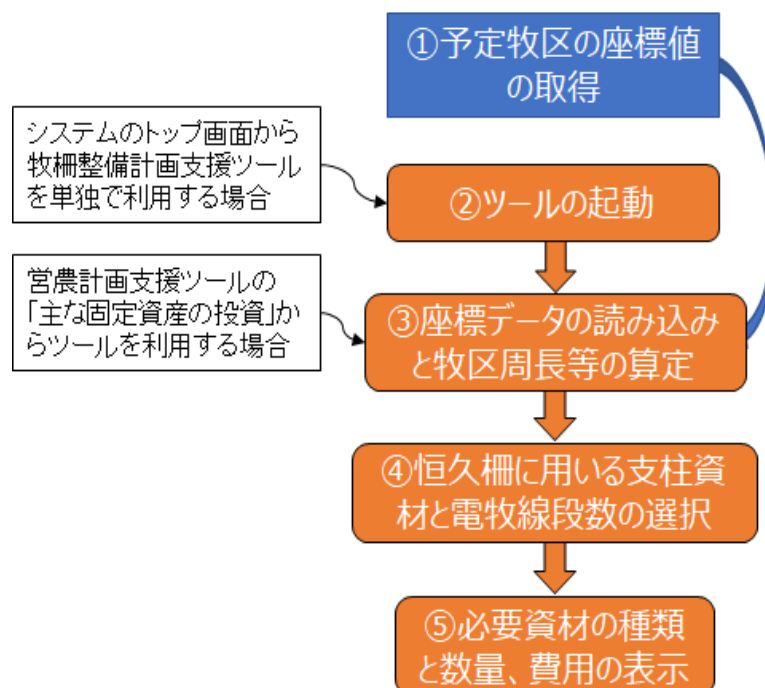 ①予定牧区の座標値
の取得
システムのトップ画面から
牧柵整備計画支援ツール
を単独で利用する場合
②ツールの起動
営農計画支援ツールの
「主な固定資産の投資」か
らツールを利用する場合
③座標データの読み込み
と牧区周長等の算定
④恒久柵に用いる支柱資
材と電牧線段数の選択
⑤必要資材の種類
と数量、費用の表示